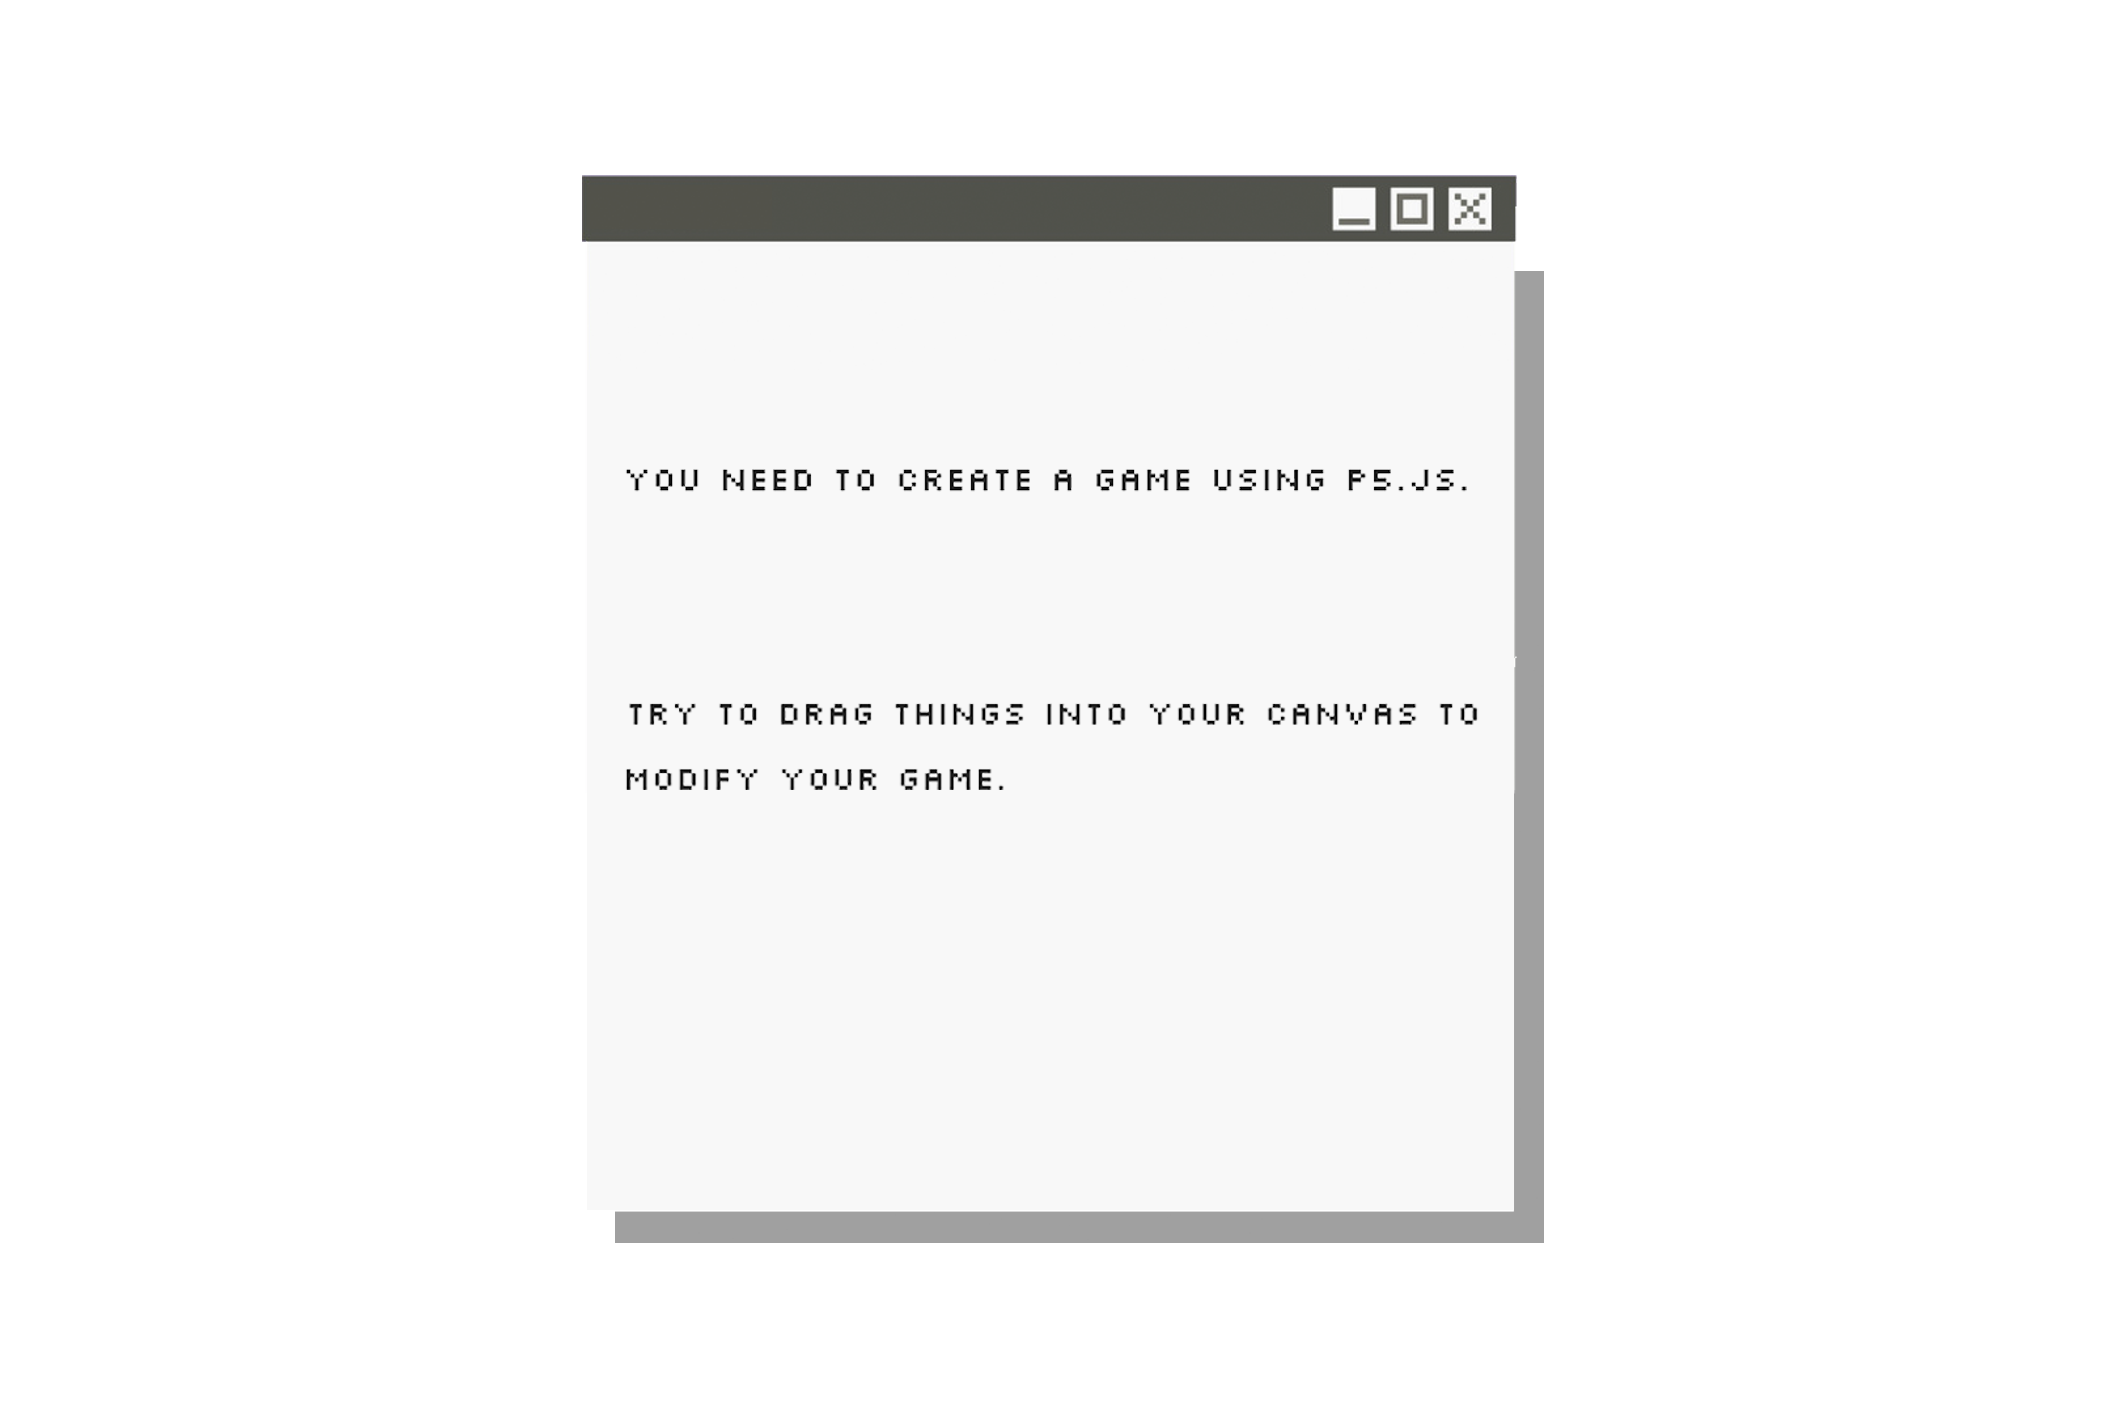 YOU NEED TO CREATE A GAME USING P5.JS.
TRY TO DRAG THINGS INTO YOUR CANVAS TO
MODIFY YOUR GAME.